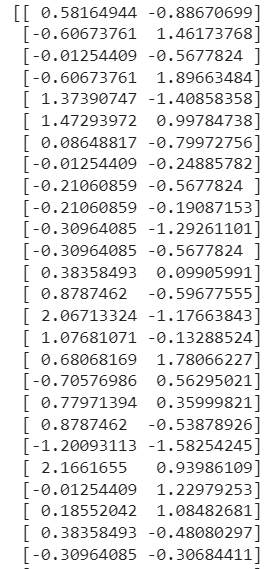 [[ 0.58164944 -0.88670699]
[-0.60673761  1.46173768]
[-0.01254409 -0.5677824 ]
[-0.60673761  1.89663484]
[ 1.37390747 -1.40858358]
[ 1.47293972  0.99784738]
[ 0.08648817 -0.79972756]
[-0.01254409 -0.24885782]
[-0.21060859 -0.5677824 ]
[-0.21060859 -0.19087153]
[-0.30964085 -1.29261101]
[-0.30964085 -0.5677824 ]
[ 0.38358493  0.09905991]
[ 0.8787462  -0.59677555]
[ 2.06713324 -1.17663843]
[ 1.07681071 -0.13288524]
[ 0.68068169  1.78066227]
[-0.70576986  0.56295021]
[ 0.77971394  0.35999821]
[ 0.8787462  -0.53878926]
[-1.20093113 -1.58254245]
[ 2.1661655   0.93986109]
[-0.01254409  1.22979253]
[ 0.18552042  1.08482681]
[ 0.38358493 -0.48080297]
[-0.30964085 -0.30684411]